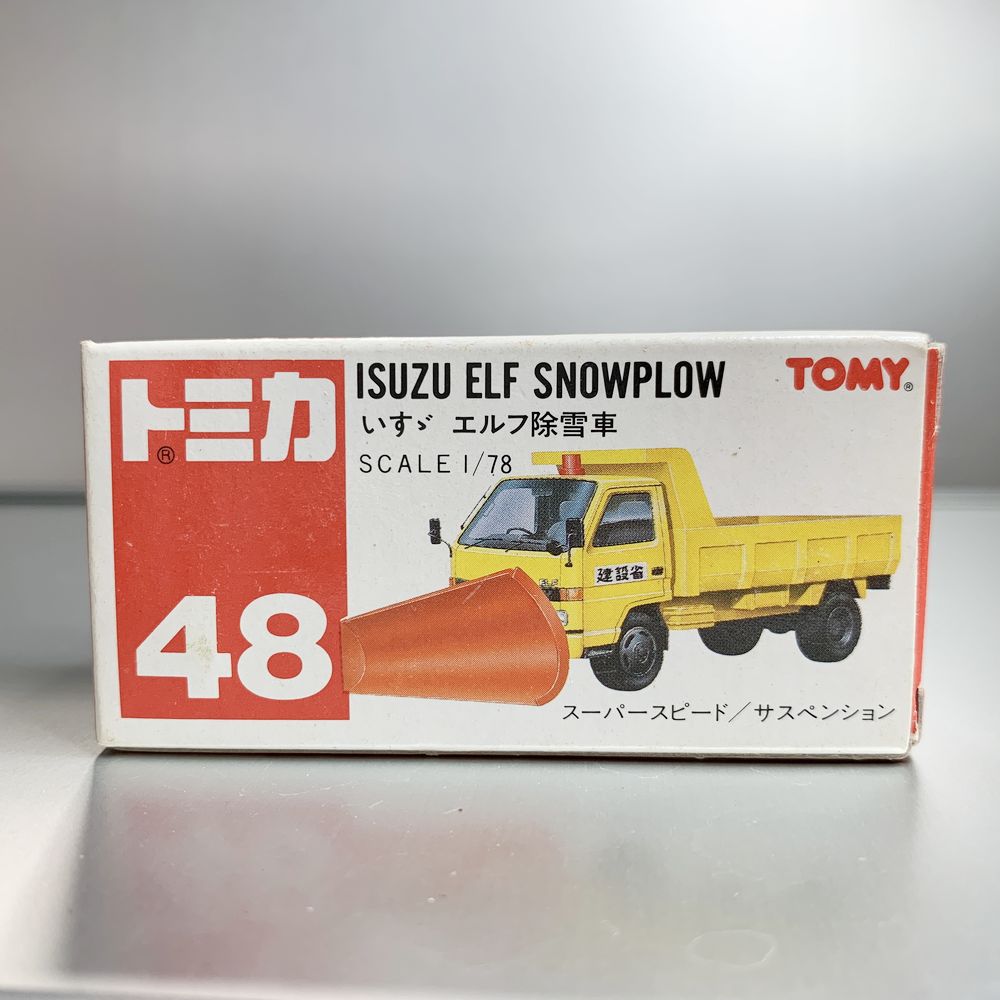 トミカ®
48
ISUZU ELF SNOWPLOW
いすゞ エルフ除雪車
SCALE 1/78
TOMY®
建設省
スーパースピード/サスペンション